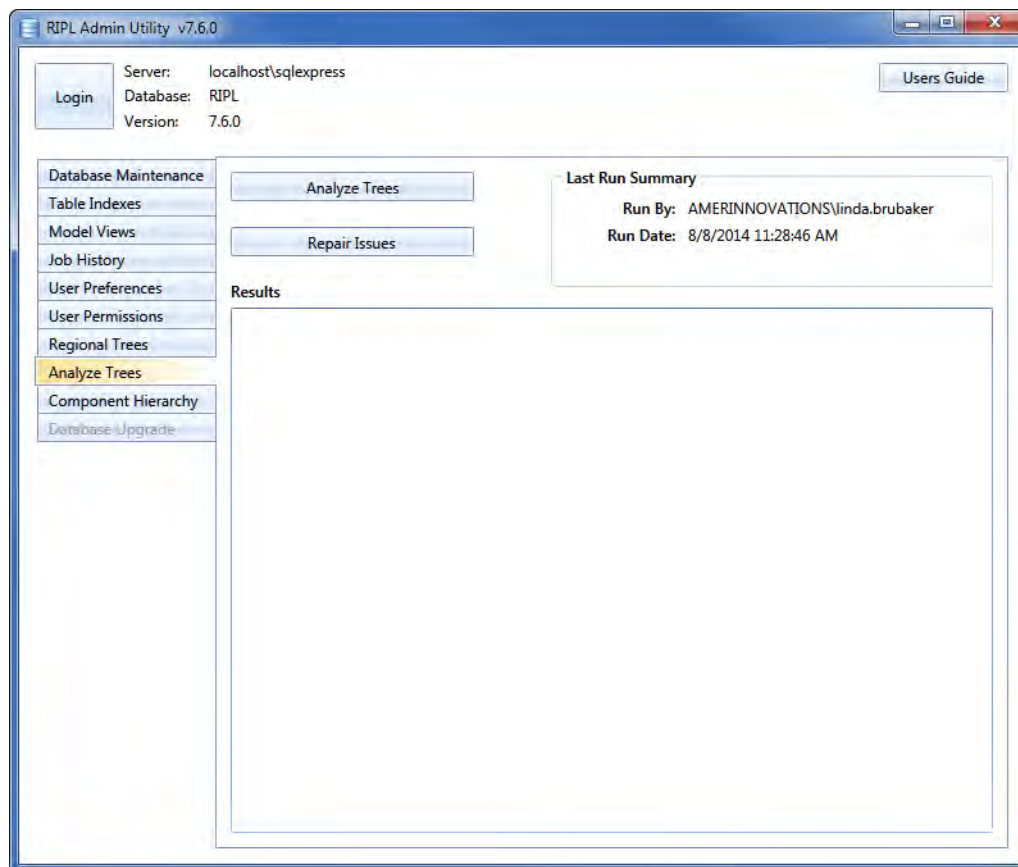 RIPL Admin Utility v7.6.0
Login
Server: localhost\sqlexpress
Database: RIPL
Version: 7.6.0
Users Guide
Database Maintenance
Table Indexes
Model Views
Job History
User Preferences
User Permissions
Regional Trees
Analyze Trees
Component Hierarchy
Database Upgrade
Analyze Trees
Repair Issues
Last Run Summary
Run By: AMERINNOVATIONS\linda.brubaker
Run Date: 8/8/2014 11:28:46 AM
Results